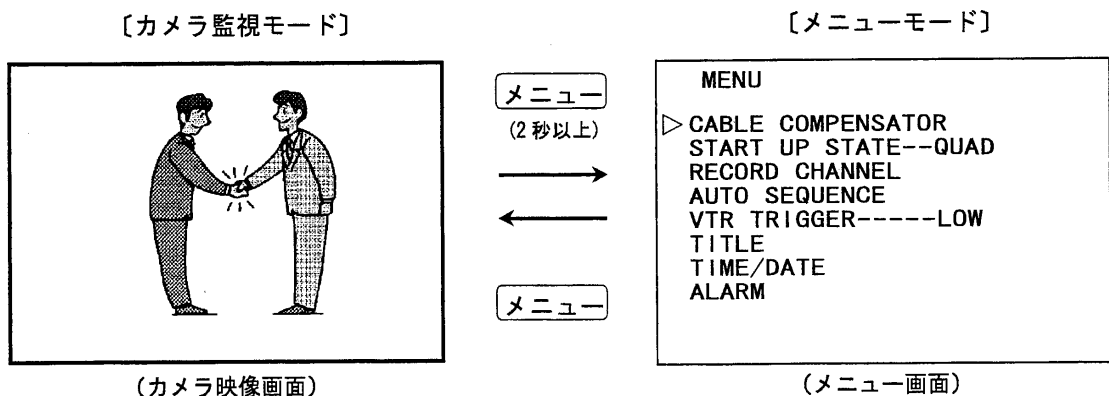 〔カメラ監視モード〕
(カメラ映像画面)
メニュー
(2秒以上)
メニュー
〔メニューモード〕
MENU
▷CABLE COMPENSATOR
START UP STATE--QUAD
RECORD CHANNEL
AUTO SEQUENCE
VTR TRIGGER-----LOW
TITLE
TIME/DATE
ALARM
(メニュー画面)